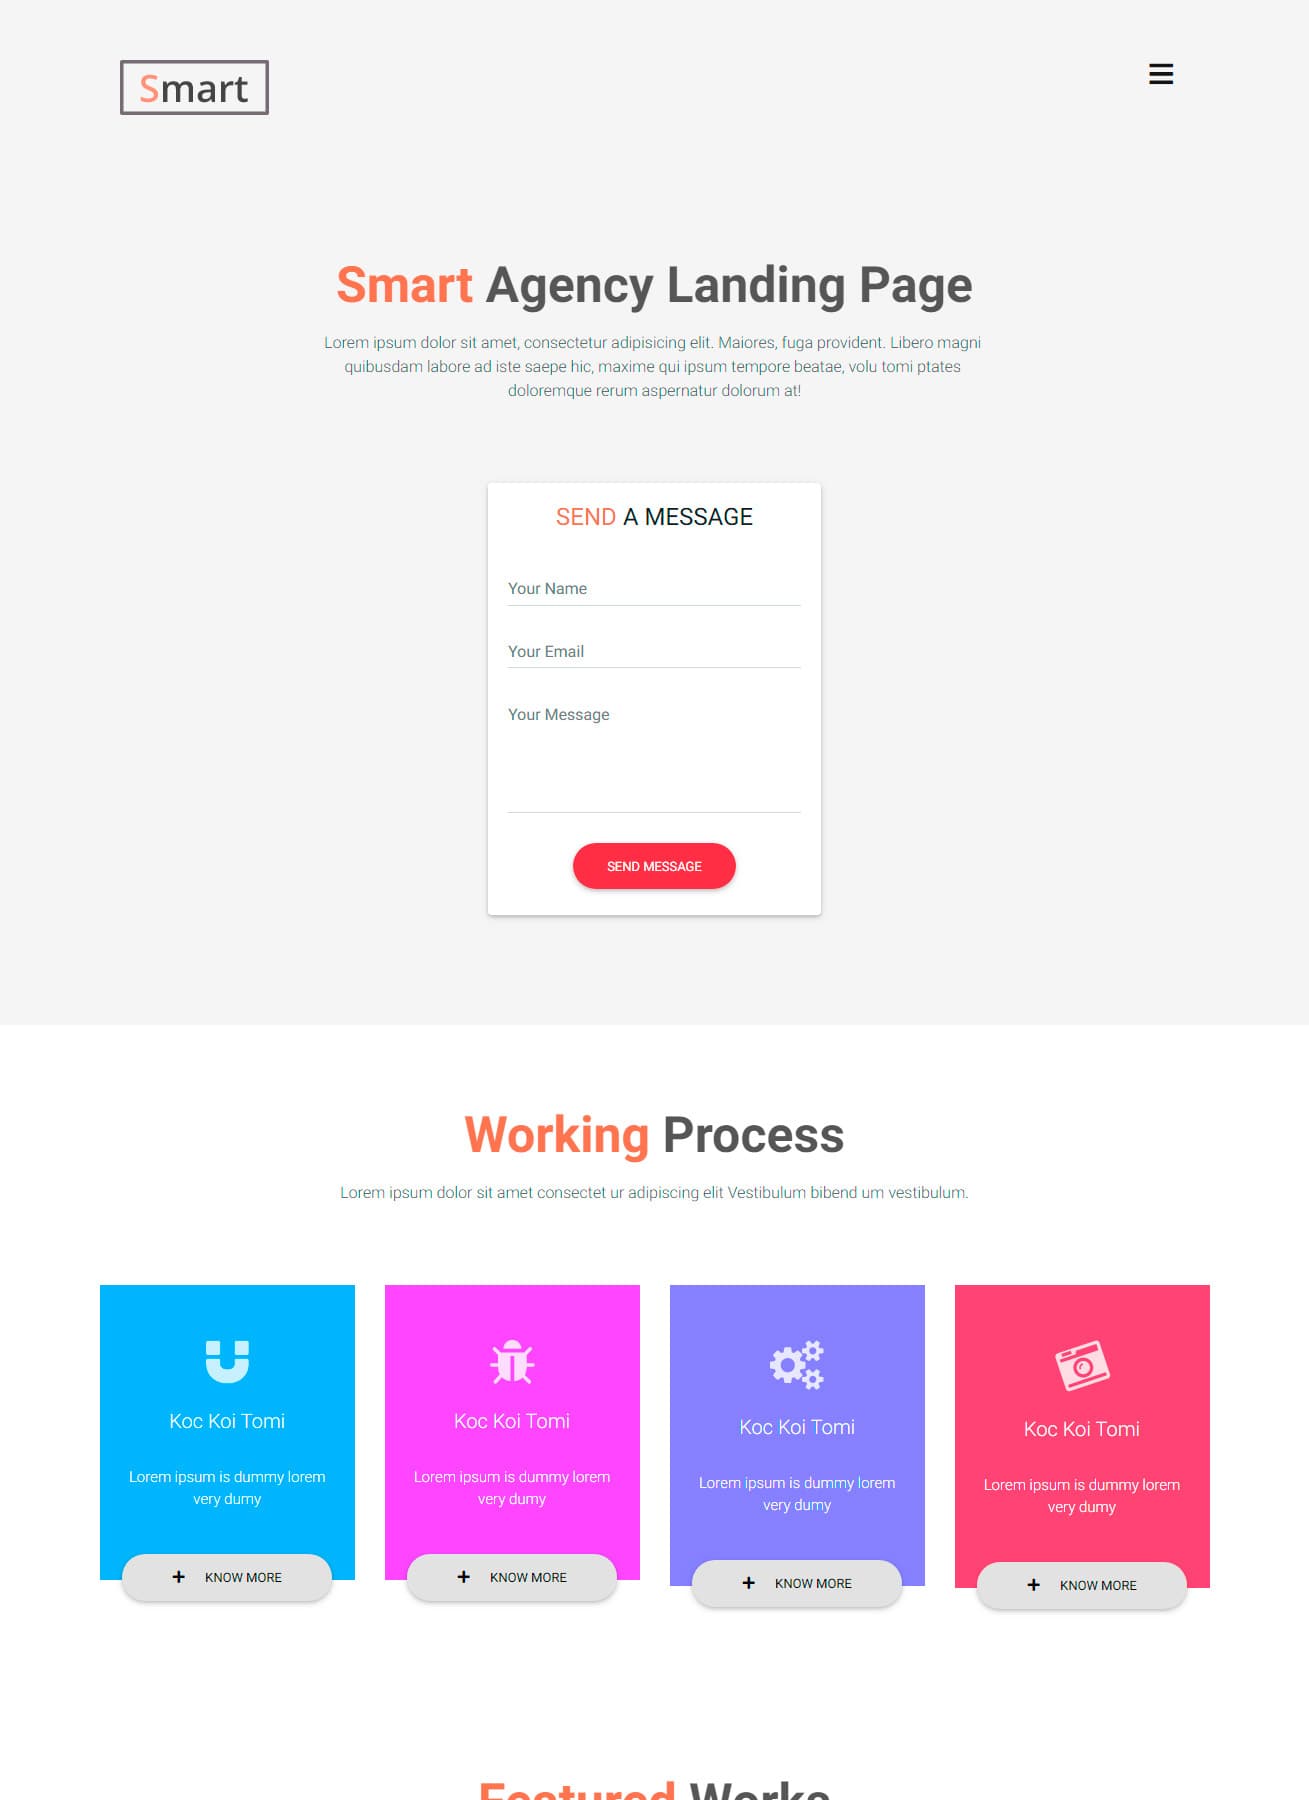 Smart
Smart Agency Landing Page
Lorem ipsum dolor sit amet, consectetur adipisicing elit. Maiores, fuga provident. Libero magni
quibusdam labore ad iste saepe hic, maxime qui ipsum tempore beatae, volu tomi ptates
doloremque rerum aspernatur dolorum at!
SEND A MESSAGE
Your Name
Your Email
Your Message
SEND MESSAGE
Working Process
Lorem ipsum dolor sit amet consectet ur adipiscing elit Vestibulum bibend um vestibulum.
Koc Koi Tomi
Lorem ipsum is dummy lorem
very dumy
KNOW MORE
Koc Koi Tomi
Lorem ipsum is dummy lorem
very dumy
KNOW MORE
Koc Koi Tomi
Lorem ipsum is dummy lorem
very dumy
KNOW MORE
Koc Koi Tomi
Lorem ipsum is dummy lorem
very dumy
KNOW MORE
Featured Works